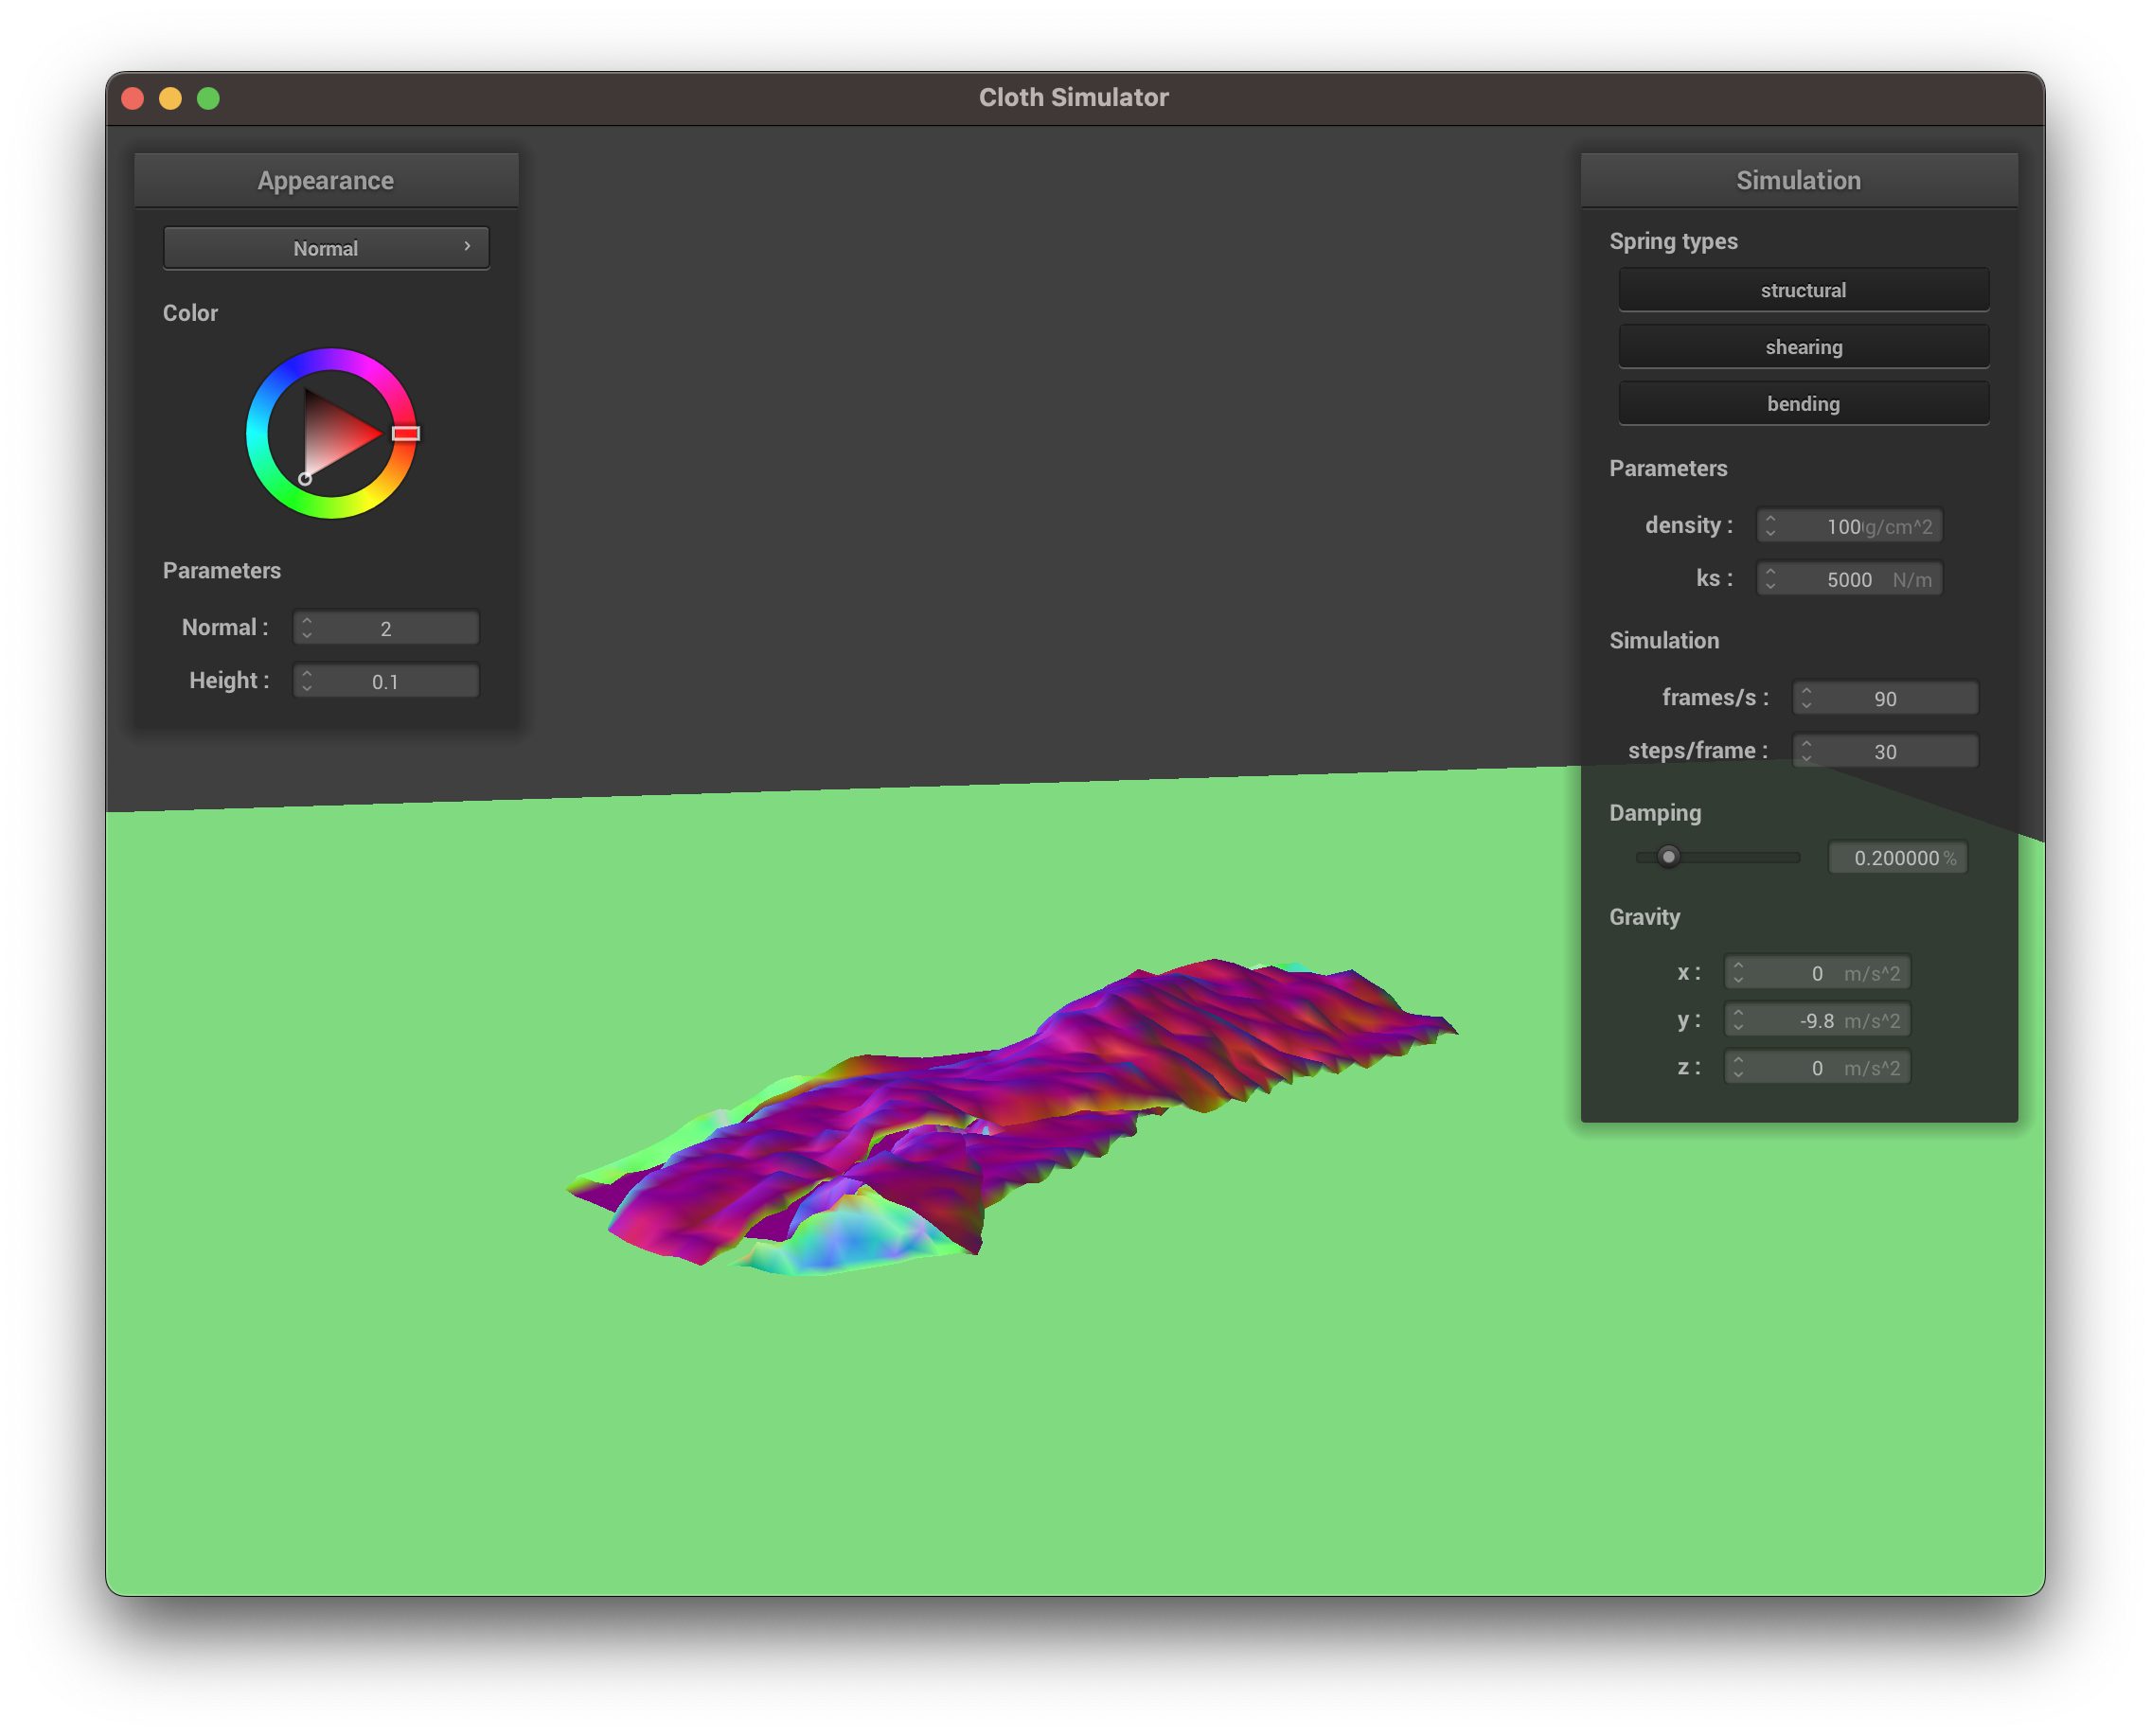 Cloth Simulator
Appearance
Normal
Color
Parameters
Normal : 2
Height : 0.1
Simulation
Spring types
structural
shearing
bending
Parameters
density : 100 g/cm^2
ks : 5000 N/m
Simulation
frames/s : 90
steps/frame : 30
Damping
0.200000 %
Gravity
x : 0 m/s^2
y : -9.8 m/s^2
z : 0 m/s^2